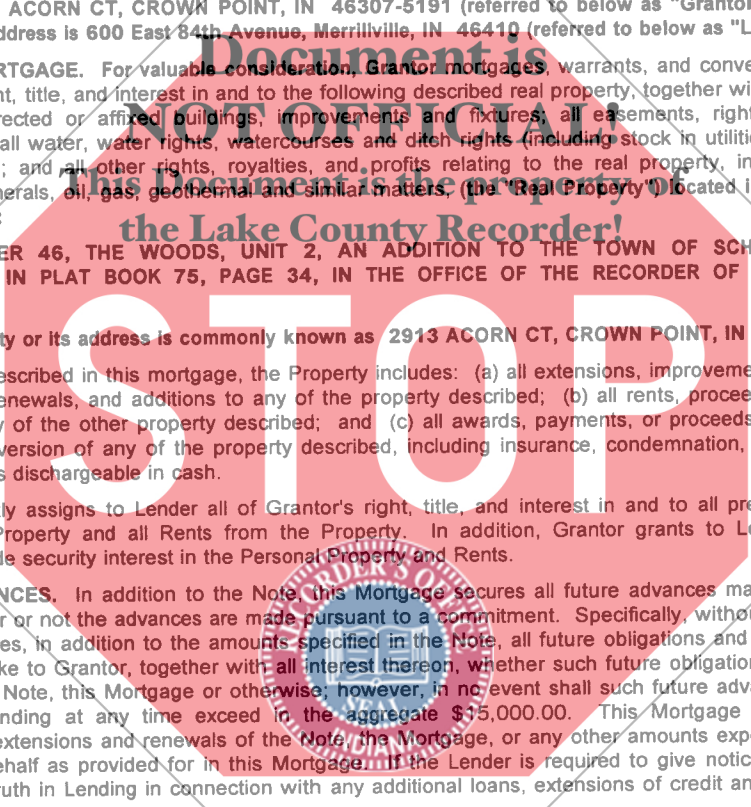 ACORN CT, CROWN POINT, IN 46307-5191 (referred to below as "Grantor
ddress is 600 East 84th Avenue, Merrillville, IN 46410 (referred to below as "L
Document is
RTGAGE. For valuable consideration, Grantor mortgages, warrants, and conve
nt, title, and interest in and to the following described real property, together wi
NOT OFFICIAL!
rected or affixed buildings, improvements and fixtures; all easements, right
all water, water rights, watercourses and ditch rights (including stock in utiliti
; and all other rights, royalties, and profits relating to the real property, in
This Document is the property of
nerals, oil, gas, geothermal and similar matters, (the "Real Property") located i
:
the Lake County Recorder!
ER 46, THE WOODS, UNIT 2, AN ADDITION TO THE TOWN OF SCH
IN PLAT BOOK 75, PAGE 34, IN THE OFFICE OF THE RECORDER OF
STOP
ty or its address is commonly known as 2913 ACORN CT, CROWN POINT, IN
escribed in this mortgage, the Property includes: (a) all extensions, improveme
enewals, and additions to any of the property described; (b) all rents, procee
y of the other property described; and (c) all awards, payments, or proceeds
version of any of the property described, including insurance, condemnation,
s dischargeable in cash.
ly assigns to Lender all of Grantor's right, title, and interest in and to all pre
Property and all Rents from the Property. In addition, Grantor grants to Le
de security interest in the Personal Property and Rents.
RECORDER'S OFFICE
NCES. In addition to the Note, this Mortgage secures all future advances ma
r or not the advances are made pursuant to a commitment. Specifically, withou
es, in addition to the amounts specified in the Note, all future obligations and
ke to Grantor, together with all interest thereon, whether such future obligation
Note, this Mortgage or otherwise; however, in no event shall such future adv
SEAL
nding at any time exceed in the aggregate $15,000.00. This Mortgage
extensions and renewals of the Note, the Mortgage, or any other amounts exp
INDIANA
ehalf as provided for in this Mortgage. If the Lender is required to give notic
ruth in Lending in connection with any additional loans, extensions of credit an